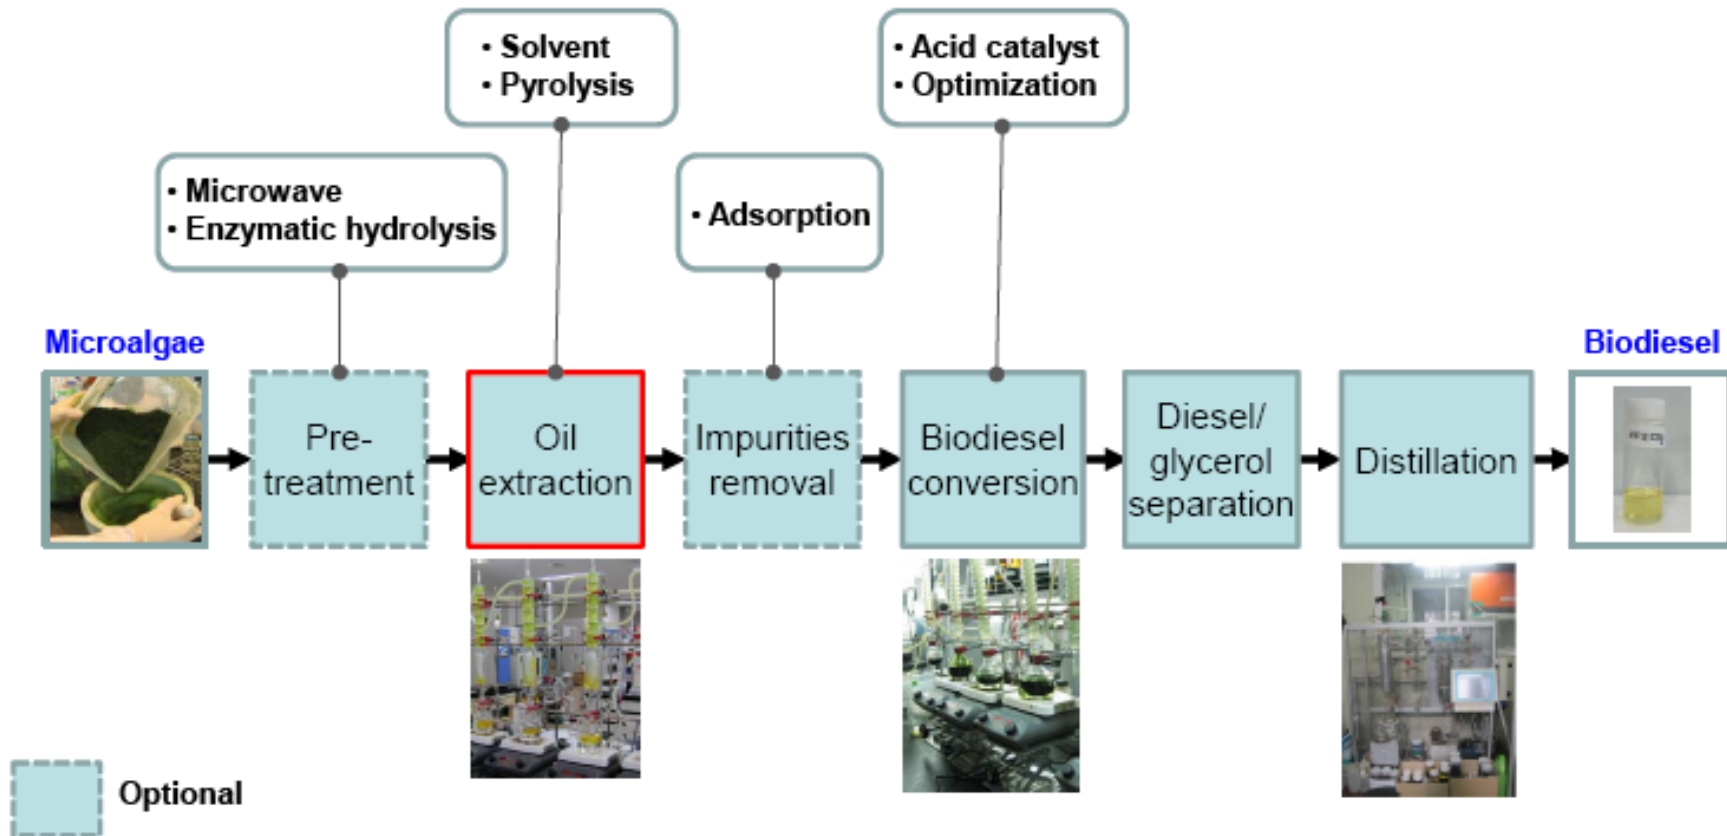 • Solvent
• Pyrolysis
• Acid catalyst
• Optimization
• Microwave
• Enzymatic hydrolysis
• Adsorption
Microalgae
Biodiesel
Pre-
treatment
Oil
extraction
Impurities
removal
Biodiesel
conversion
Diesel/
glycerol
separation
Distillation
Optional